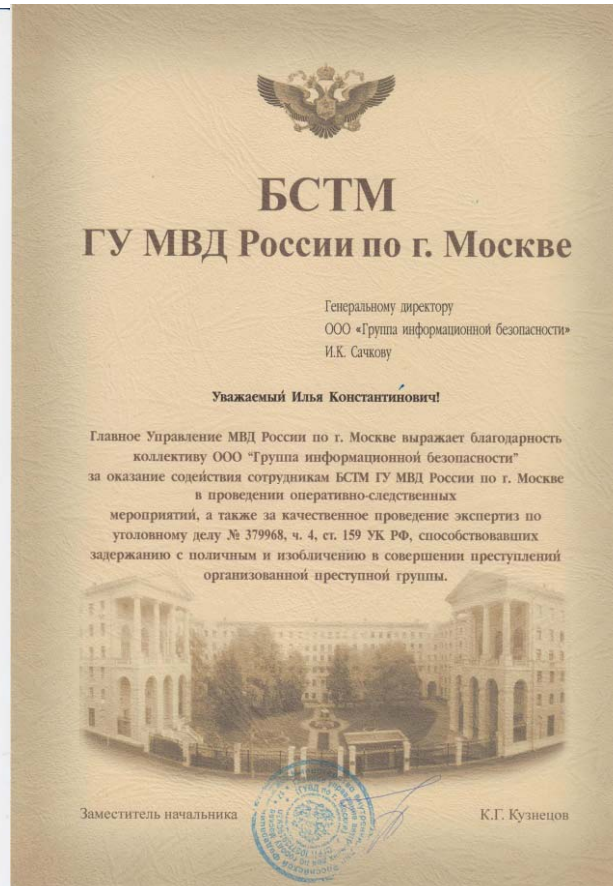 БСТМ
ГУ МВД России по г. Москве
Генеральному директору
ООО «Группа информационной безопасности»
И.К. Сачкову
Уважаемый Илья Константинович!
Главное Управление МВД России по г. Москве выражает благодарность
коллективу ООО "Группа информационной безопасности"
за оказание содействия сотрудникам БСТМ ГУ МВД России по г. Москве
в проведении оперативно-следственных
мероприятий, а также за качественное проведение экспертиз по
уголовному делу № 379968, ч. 4, ст. 159 УК РФ, способствовавших
задержанию с поличным и изобличению в совершении преступлений
организованной преступной группы.
Заместитель начальника
К.Г. Кузнецов